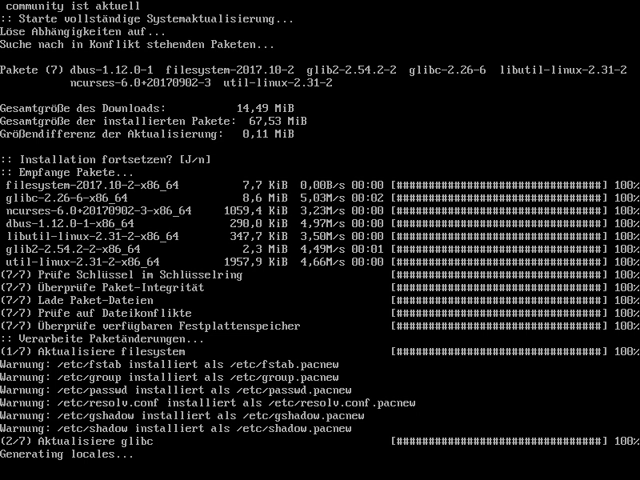 community ist aktuell
:: Starte vollständige Systemaktualisierung...
Löse Abhängigkeiten auf...
Suche nach in Konflikt stehenden Paketen...
Pakete (7) dbus-1.12.0-1 filesystem-2017.10-2 glib2-2.54.2-2 glibc-2.26-6 libutil-linux-2.31-2
ncurses-6.0+20170902-3 util-linux-2.31-2
Gesamtgröße des Downloads: 14,49 MiB
Gesamtgröße der installierten Pakete: 67,53 MiB
Größendifferenz der Aktualisierung: 0,11 MiB
:: Installation fortsetzen? [J/n]
:: Empfange Pakete...
filesystem-2017.10-2-x86_64 7,7 KiB 0,00B/s 00:00 [##################################] 100%
glibc-2.26-6-x86_64 8,6 MiB 5,03M/s 00:02 [##################################] 100%
ncurses-6.0+20170902-3-x86_64 1059,4 KiB 3,23M/s 00:00 [##################################] 100%
dbus-1.12.0-1-x86_64 290,0 KiB 4,97M/s 00:00 [##################################] 100%
libutil-linux-2.31-2-x86_64 347,7 KiB 3,50M/s 00:00 [##################################] 100%
glib2-2.54.2-2-x86_64 2,3 MiB 4,49M/s 00:01 [##################################] 100%
util-linux-2.31-2-x86_64 1957,9 KiB 4,66M/s 00:00 [##################################] 100%
(7/7) Prüfe Schlüssel im Schlüsselring [##################################] 100%
(7/7) Überprüfe Paket-Integrität [##################################] 100%
(7/7) Lade Paket-Dateien [##################################] 100%
(7/7) Prüfe auf Dateikonflikte [##################################] 100%
(7/7) Überprüfe verfügbaren Festplattenspeicher [##################################] 100%
:: Verarbeite Paketänderungen...
(1/7) Aktualisiere filesystem [##################################] 100%
Warnung: /etc/fstab installiert als /etc/fstab.pacnew
Warnung: /etc/group installiert als /etc/group.pacnew
Warnung: /etc/passwd installiert als /etc/passwd.pacnew
Warnung: /etc/resolv.conf installiert als /etc/resolv.conf.pacnew
Warnung: /etc/gshadow installiert als /etc/gshadow.pacnew
Warnung: /etc/shadow installiert als /etc/shadow.pacnew
(2/7) Aktualisiere glibc [##################################] 100%
Generating locales...